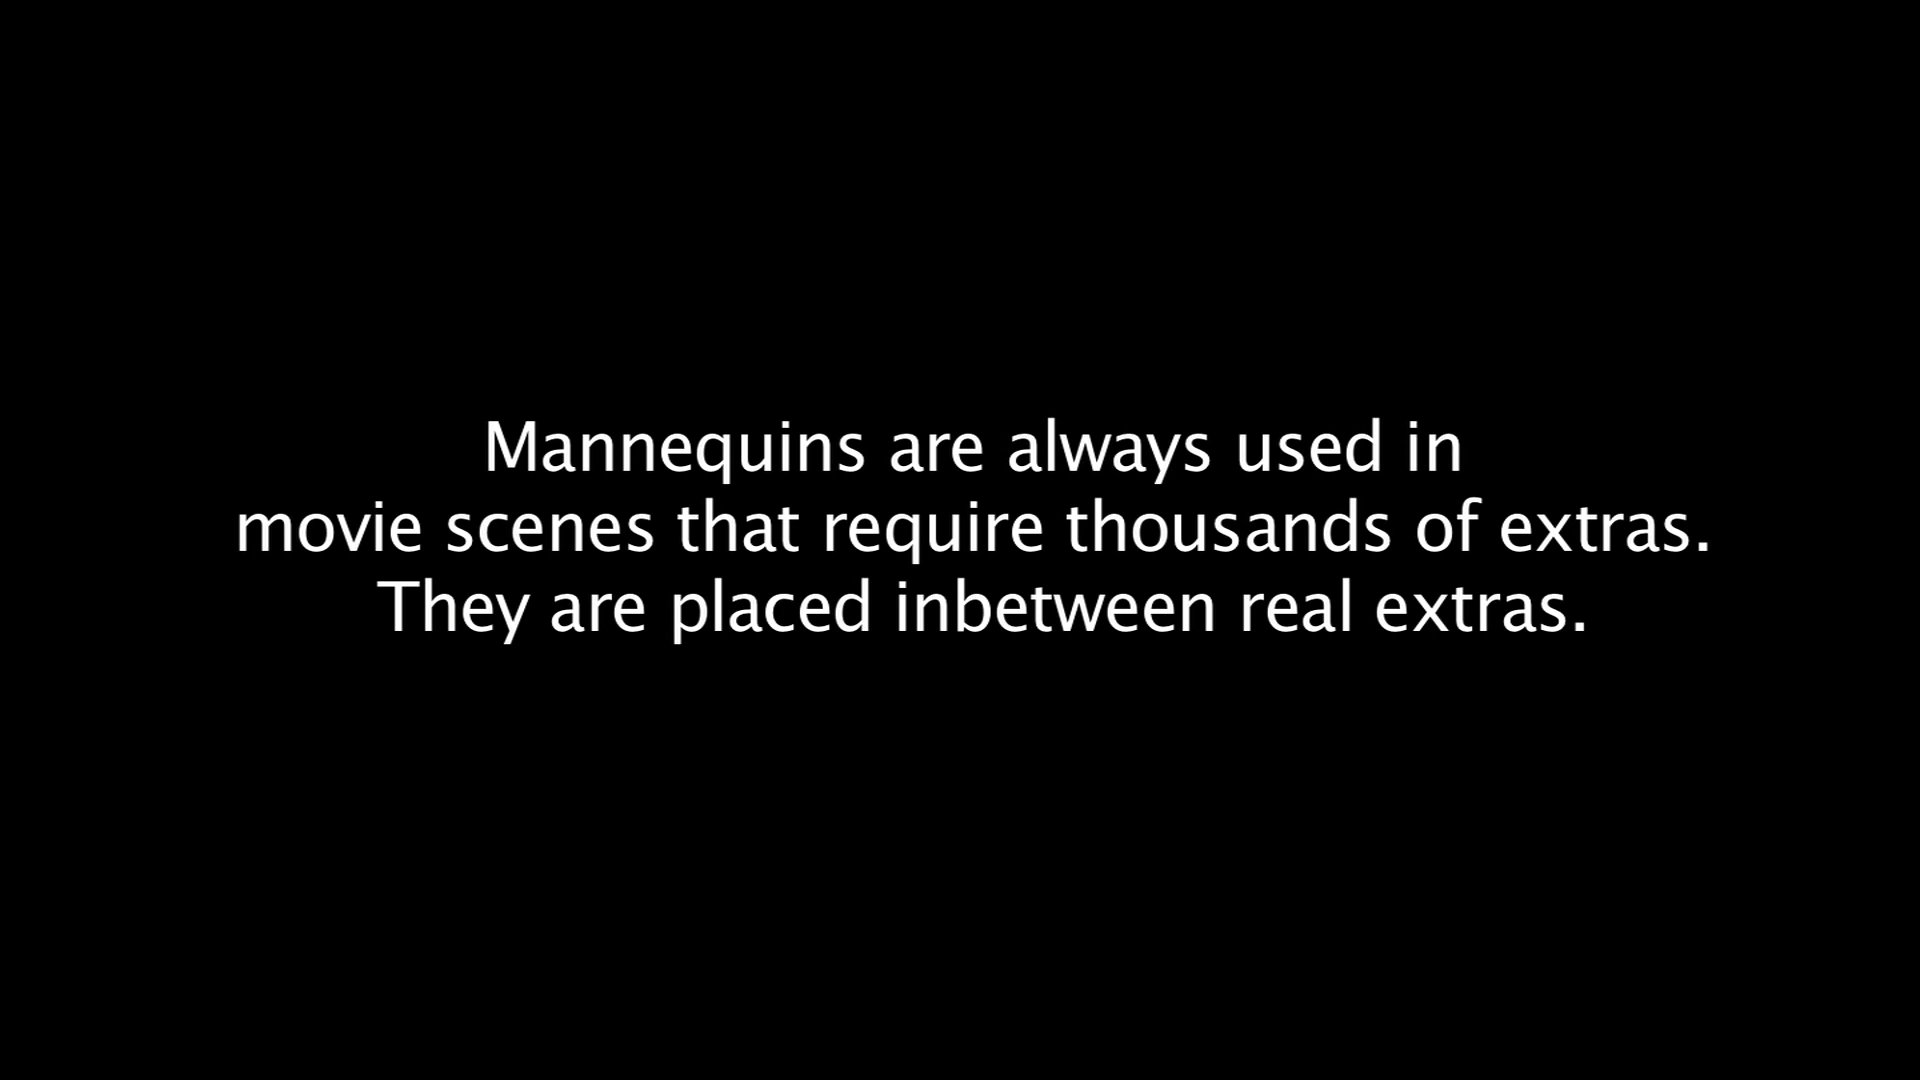 Mannequins are always used in
movie scenes that require thousands of extras.
They are placed inbetween real extras.